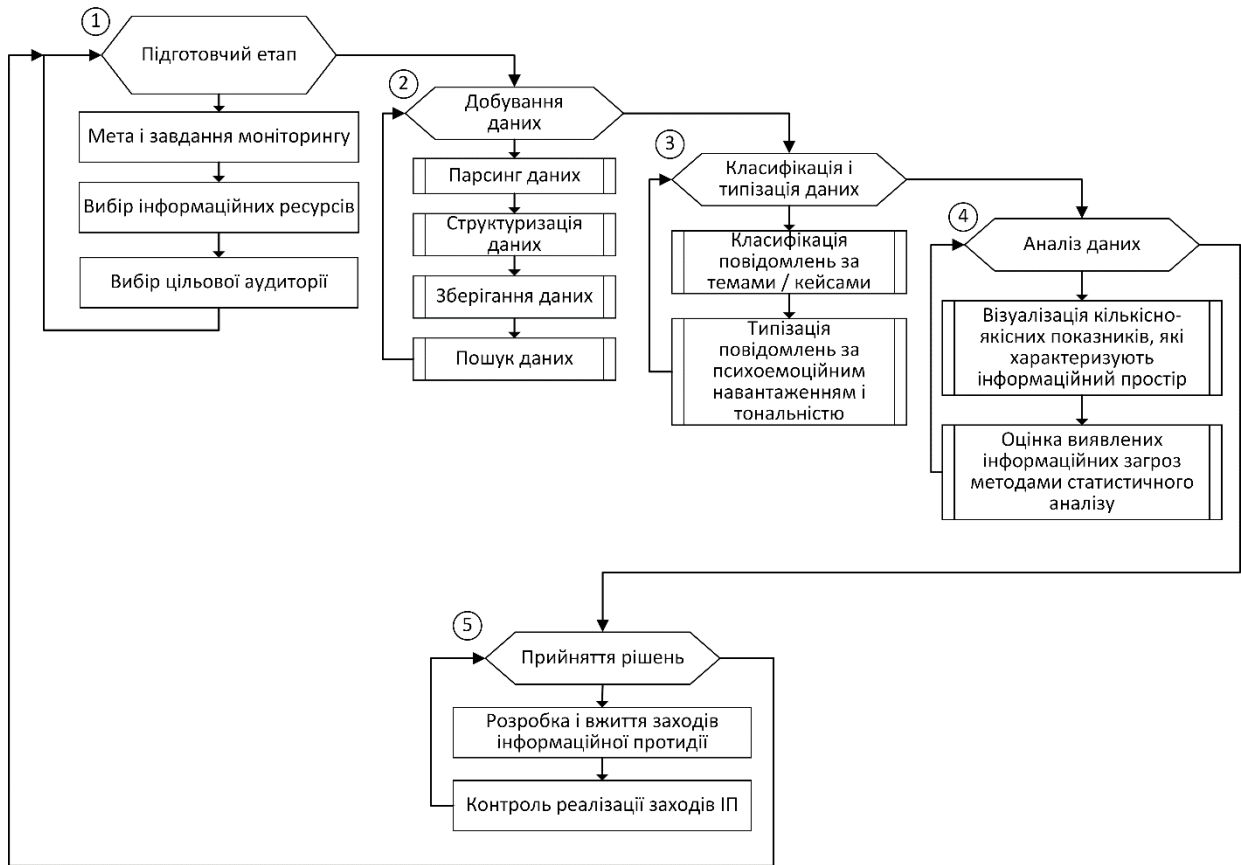 1
Підготовчий етап
Мета і завдання моніторингу
Вибір інформаційних ресурсів
Вибір цільової аудиторії
2
Добування
даних
Парсинг даних
Структуризація
даних
Зберігання даних
Пошук даних
3
Класифікація і
типізація даних
Класифікація
повідомлень за
темами / кейсами
Типізація
повідомлень за
психоемоційним
навантаженням і
тональністю
4
Аналіз даних
Візуалізація кількісно-
якісних показників, які
характеризують
інформаційний простір
Оцінка виявлених
інформаційних загроз
методами статистичного
аналізу
5
Прийняття рішень
Розробка і вжиття заходів
інформаційної протидії
Контроль реалізації заходів ІП